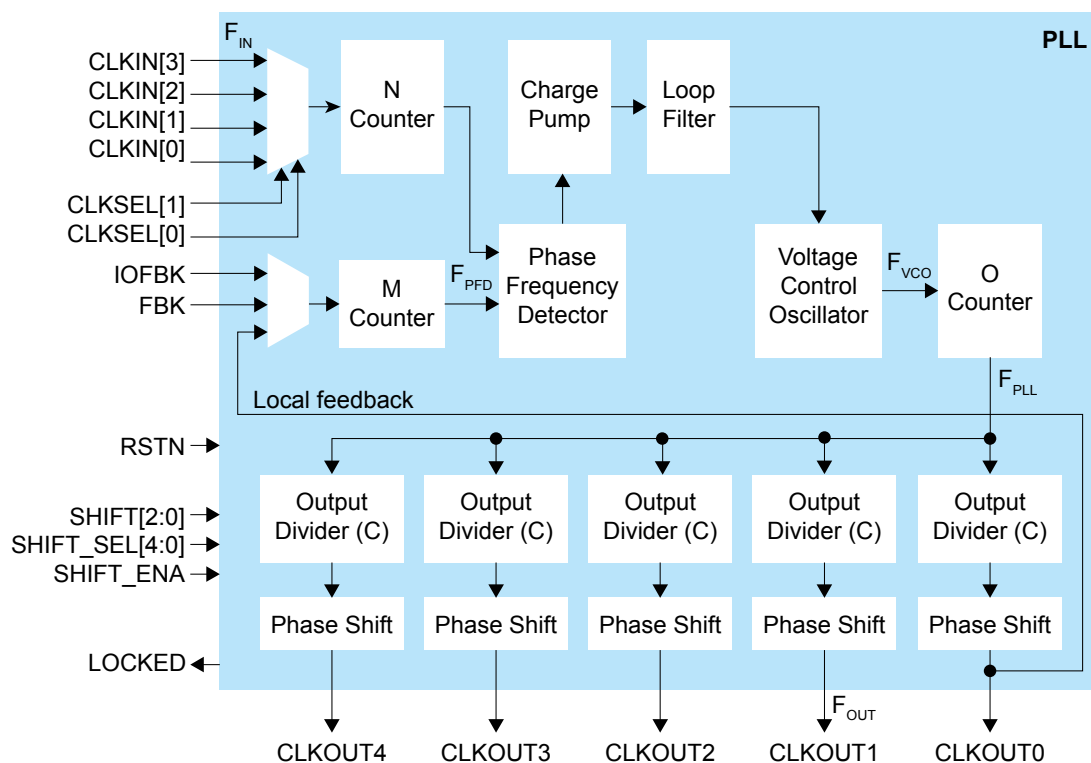 PLL
F_IN
CLKIN[3]
CLKIN[2]
CLKIN[1]
CLKIN[0]
CLKSEL[1]
CLKSEL[0]
N
Counter
Charge
Pump
Loop
Filter
IOFBK
FBK
M
Counter
F_PFD
Phase
Frequency
Detector
Voltage
Control
Oscillator
F_VCO
O
Counter
F_PLL
Local feedback
RSTN
SHIFT[2:0]
SHIFT_SEL[4:0]
SHIFT_ENA
LOCKED
Output
Divider (C)
Output
Divider (C)
Output
Divider (C)
Output
Divider (C)
Output
Divider (C)
Phase Shift
Phase Shift
Phase Shift
Phase Shift
Phase Shift
F_OUT
CLKOUT4
CLKOUT3
CLKOUT2
CLKOUT1
CLKOUT0